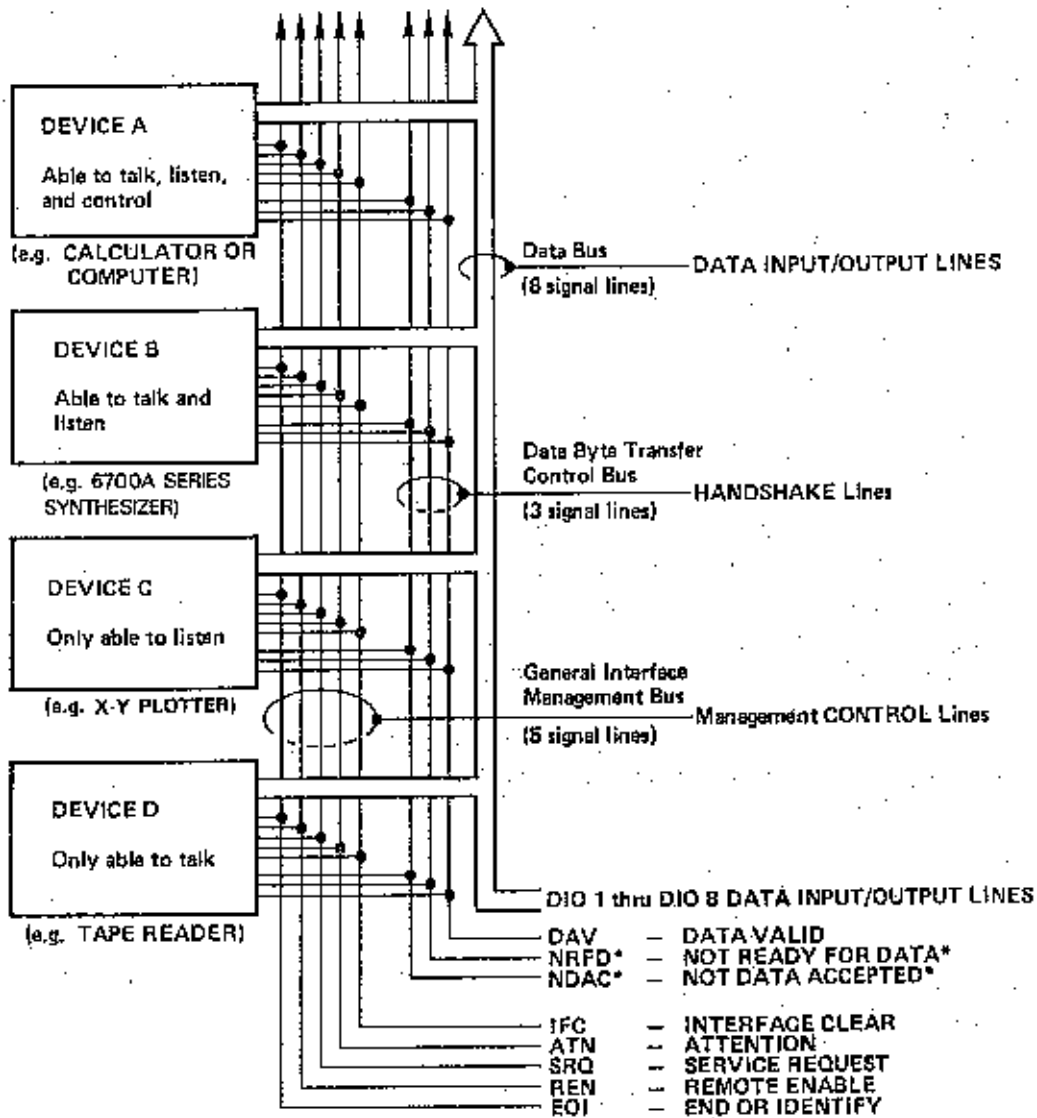 DEVICE A
Able to talk, listen,
and control
(e.g. CALCULATOR OR
COMPUTER)
Data Bus
(8 signal lines)
DATA INPUT/OUTPUT LINES
DEVICE B
Able to talk and
listen
(e.g. 6700A SERIES
SYNTHESIZER)
Data Byte Transfer
Control Bus
(3 signal lines)
HANDSHAKE Lines
DEVICE C
Only able to listen
(e.g. X-Y PLOTTER)
General Interface
Management Bus
(5 signal lines)
Management CONTROL Lines
DEVICE D
Only able to talk
(e.g. TAPE READER)
DIO 1 thru DIO 8 DATA INPUT/OUTPUT LINES
DAV – DATA VALID
NRFD* – NOT READY FOR DATA*
NDAC* – NOT DATA ACCEPTED*
IFC – INTERFACE CLEAR
ATN – ATTENTION
SRQ – SERVICE REQUEST
REN – REMOTE ENABLE
EOI – END OR IDENTIFY